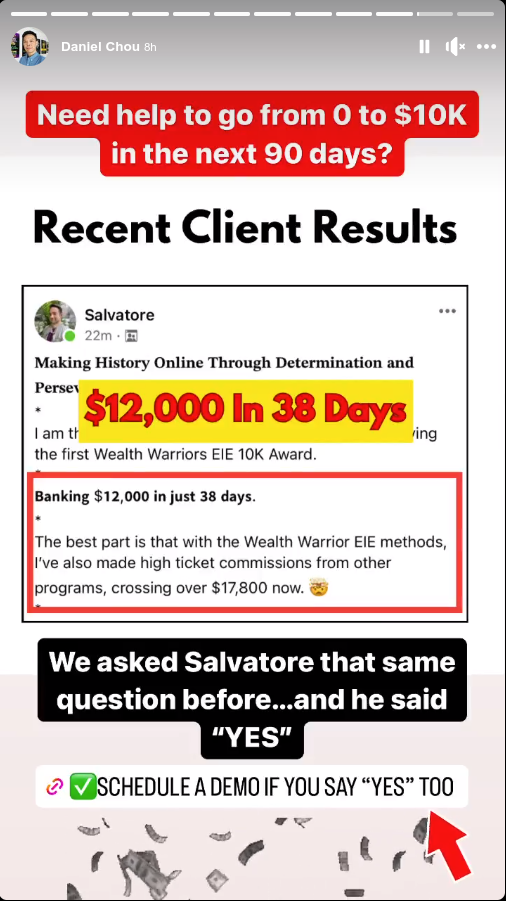 Daniel Chou 8h
Need help to go from 0 to $10K
in the next 90 days?
Recent Client Results
Salvatore
22m ·
Making History Online Through Determination and
Persev
$12,000 In 38 Days
*
I am th
ving
the first Wealth Warriors EIE 10K Award.
Banking $12,000 in just 38 days.
*
The best part is that with the Wealth Warrior EIE methods,
I've also made high ticket commissions from other
programs, crossing over $17,800 now. 🤯
*
We asked Salvatore that same
question before...and he said
“YES”
✅SCHEDULE A DEMO IF YOU SAY “YES” TOO